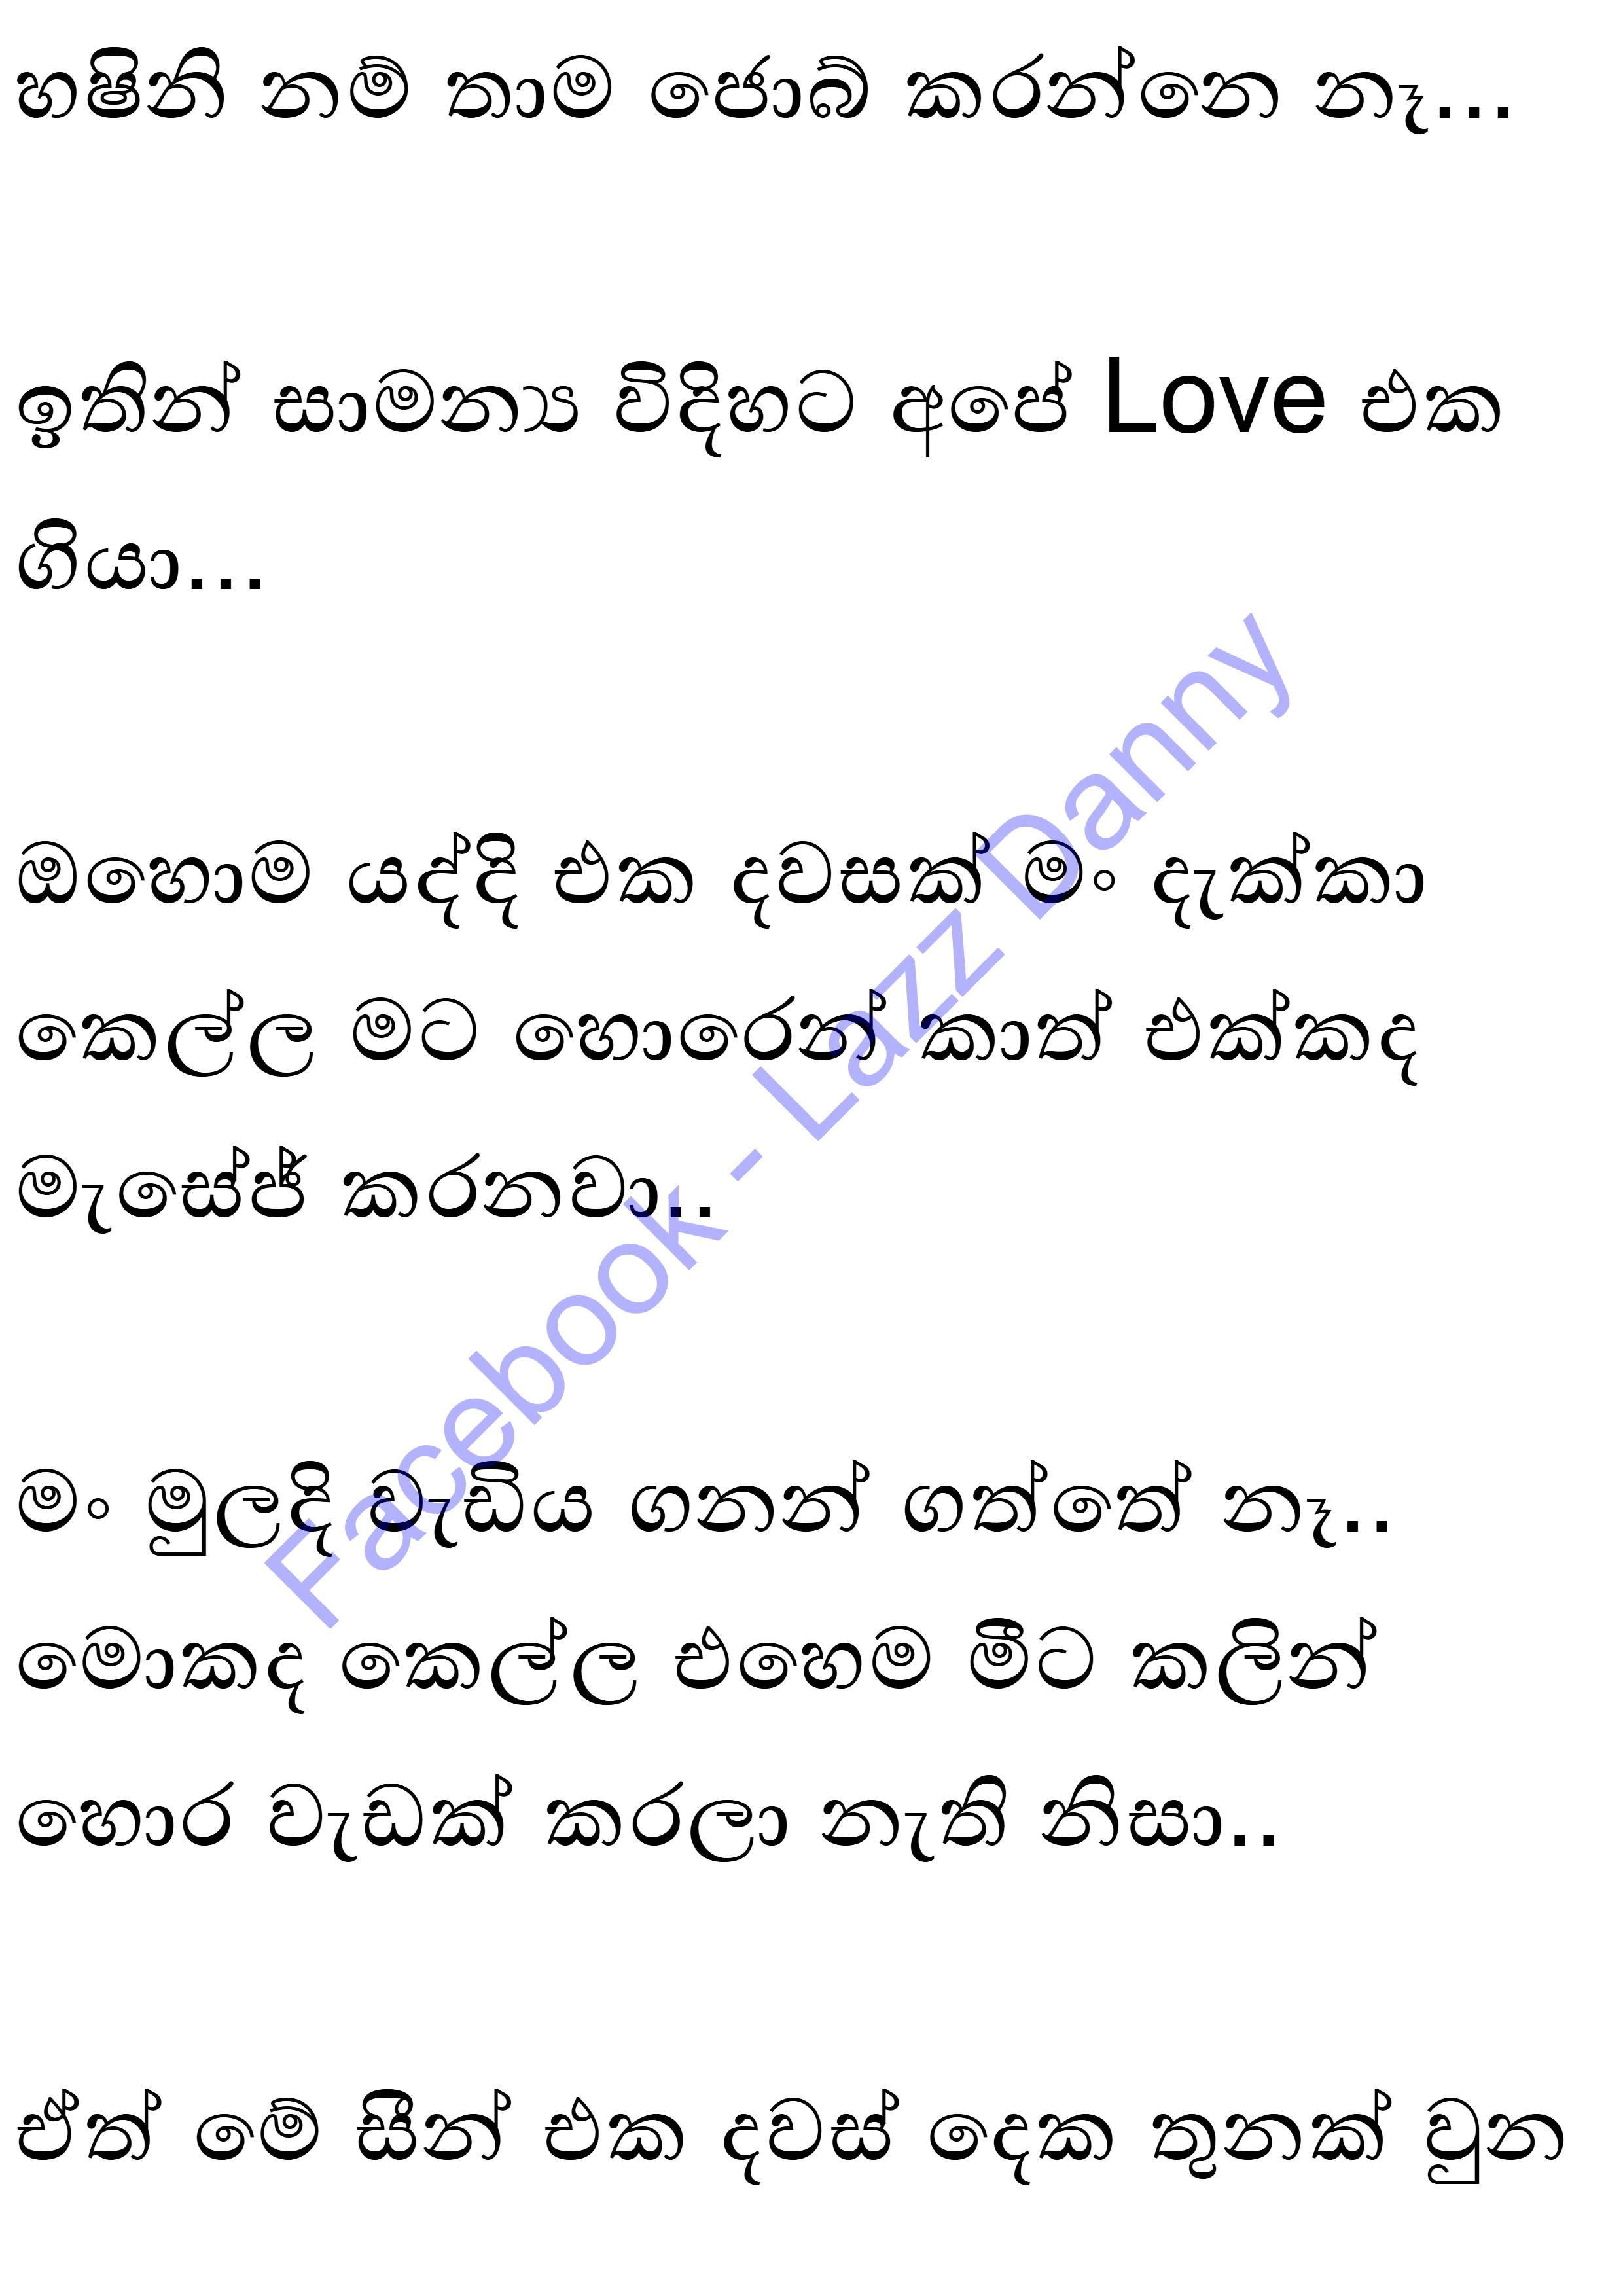 හෂිනි නම් තාම ජොබ් කරන්නෙ නෑ...
ඉතින් සාමන්‍ය විදිහට අපේ Love එක
ගියා...
ඔහොම යද්දි එක දවසක් මං දැක්කා
කෙල්ල මට හොරෙන් කාත් එක්කද
මැසේජ් කරනවා..
මං මුලදි වැඩිය ගනන් ගත්තේ නෑ..
මොකද කෙල්ල එහෙම මීට කලින්
හොර වැඩක් කරලා නැති නිසා..
ඒත් මේ සීන් එක දවස් දෙක තුනක් වුන
Facebook - Lazz Danny